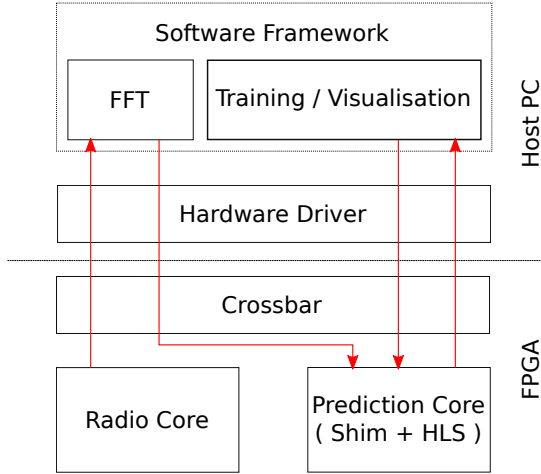 Software Framework
FFT
Training / Visualisation
Host PC
Hardware Driver
Crossbar
FPGA
Radio Core
Prediction Core
( Shim + HLS )